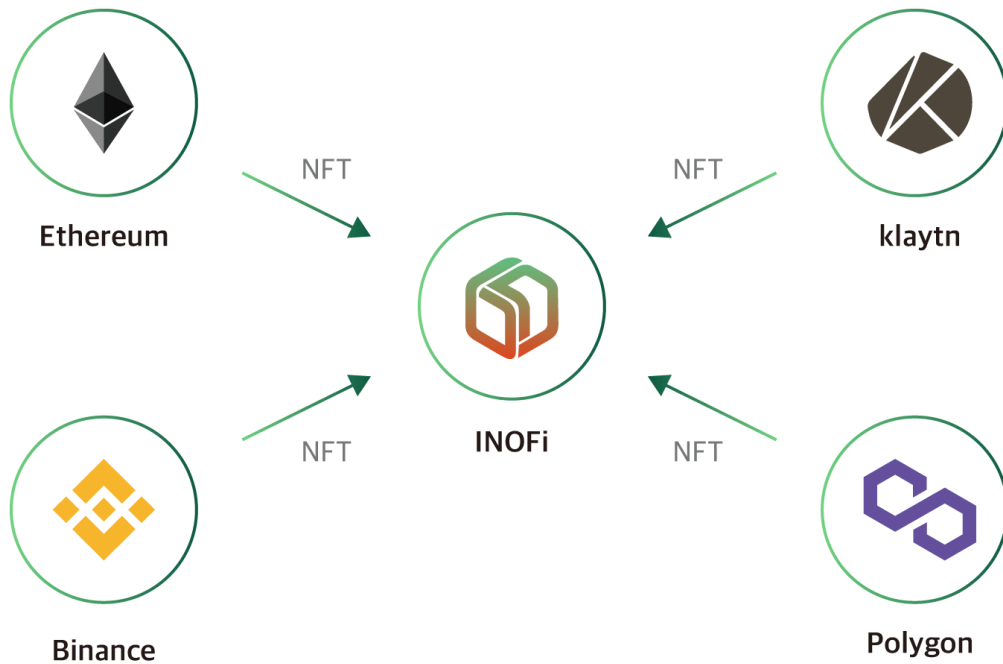 NFT
NFT
Ethereum
klaytn
INOFi
NFT
NFT
Binance
Polygon